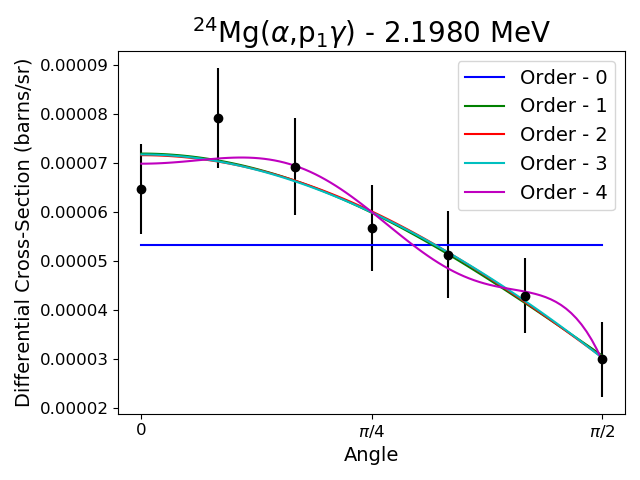 ²⁴Mg(α,p₁γ) - 2.1980 MeV
Differential Cross-Section (barns/sr)
0.00009
0.00008
0.00007
0.00006
0.00005
0.00004
0.00003
0.00002
Order - 0
Order - 1
Order - 2
Order - 3
Order - 4
0 π/4 π/2
Angle